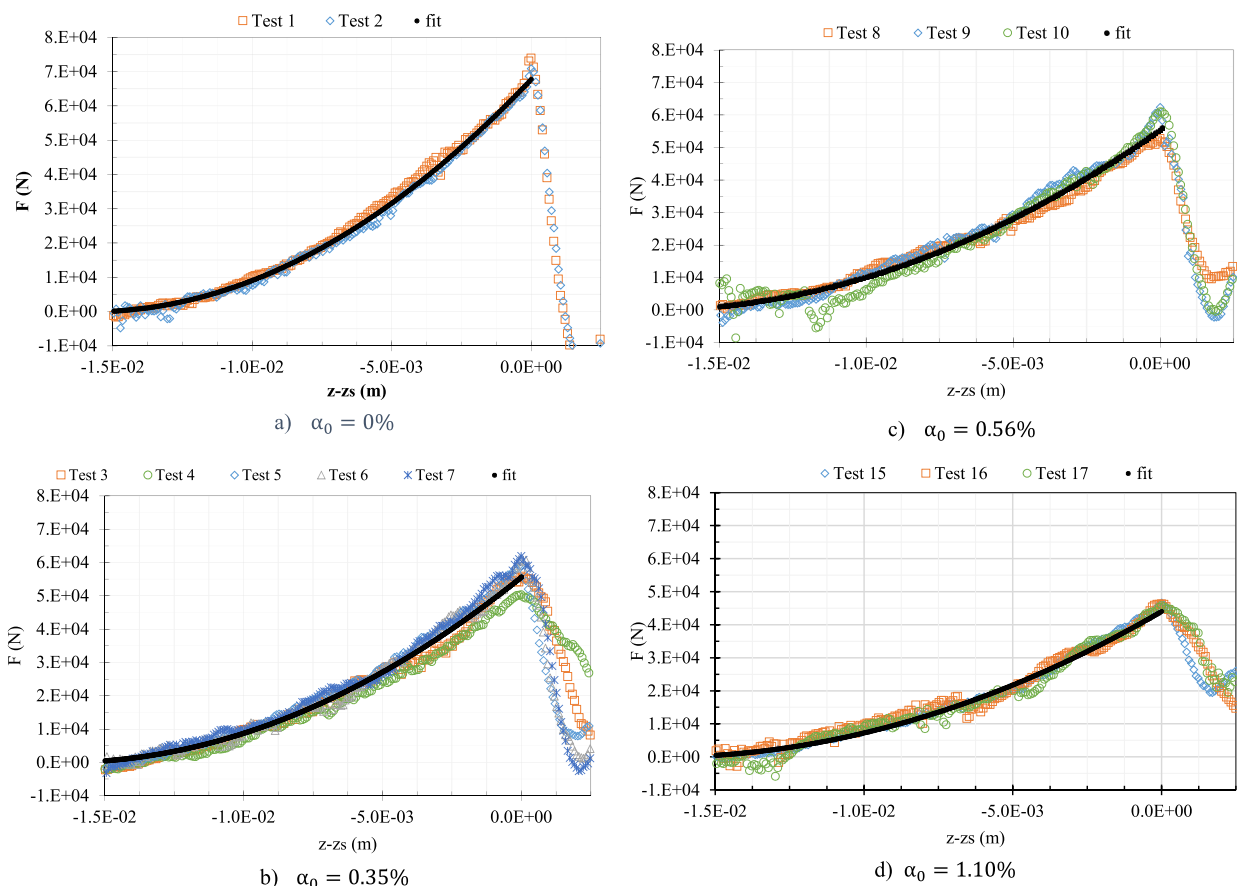 Test 1 Test 2 fit
8.E+04
7.E+04
6.E+04
5.E+04
4.E+04
3.E+04
2.E+04
1.E+04
0.E+00
-1.E+04
F (N)
-1.5E-02 -1.0E-02 -5.0E-03 0.0E+00
z-zs (m)
a) α₀ = 0%
Test 8 Test 9 Test 10 fit
8.E+04
7.E+04
6.E+04
5.E+04
4.E+04
3.E+04
2.E+04
1.E+04
0.E+00
-1.E+04
F (N)
-1.5E-02 -1.0E-02 -5.0E-03 0.0E+00
z-zs (m)
c) α₀ = 0.56%
Test 3 Test 4 Test 5 Test 6 Test 7 fit
8.E+04
7.E+04
6.E+04
5.E+04
4.E+04
3.E+04
2.E+04
1.E+04
0.E+00
-1.E+04
F (N)
-1.5E-02 -1.0E-02 -5.0E-03 0.0E+00
z-zs (m)
b) α₀ = 0.35%
Test 15 Test 16 Test 17 fit
8.E+04
7.E+04
6.E+04
5.E+04
4.E+04
3.E+04
2.E+04
1.E+04
0.E+00
-1.E+04
F (N)
-1.5E-02 -1.0E-02 -5.0E-03 0.0E+00
z-zs (m)
d) α₀ = 1.10%